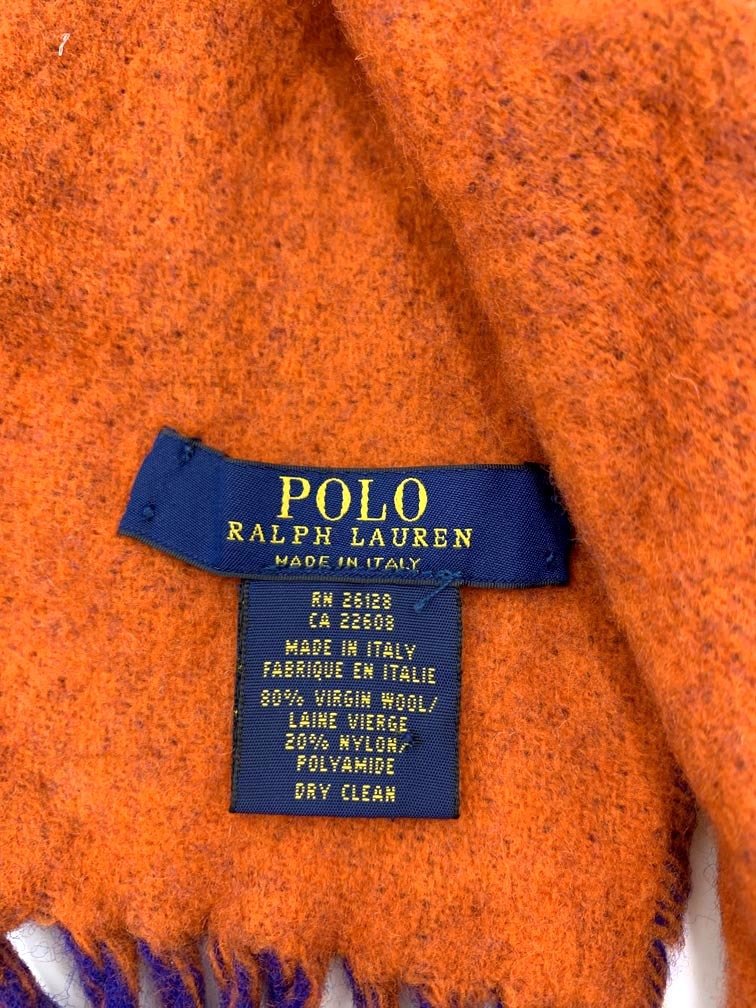 POLO
RALPH LAUREN
MADE IN ITALY
RN 26128
CA 22608
MADE IN ITALY
FABRIQUE EN ITALIE
80% VIRGIN WOOL/
LAINE VIERGE
20% NYLON/
POLYAMIDE
DRY CLEAN